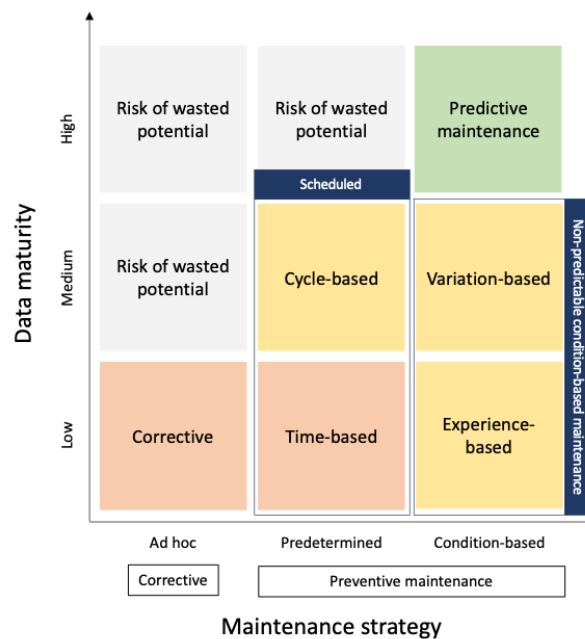 Data maturity
High
Medium
Low
Risk of wasted
potential
Risk of wasted
potential
Predictive
maintenance
Scheduled
Risk of wasted
potential
Cycle-based
Variation-based
Non-predictable condition-based maintenance
Corrective
Time-based
Experience-
based
Ad hoc
Predetermined
Condition-based
Corrective
Preventive maintenance
Maintenance strategy